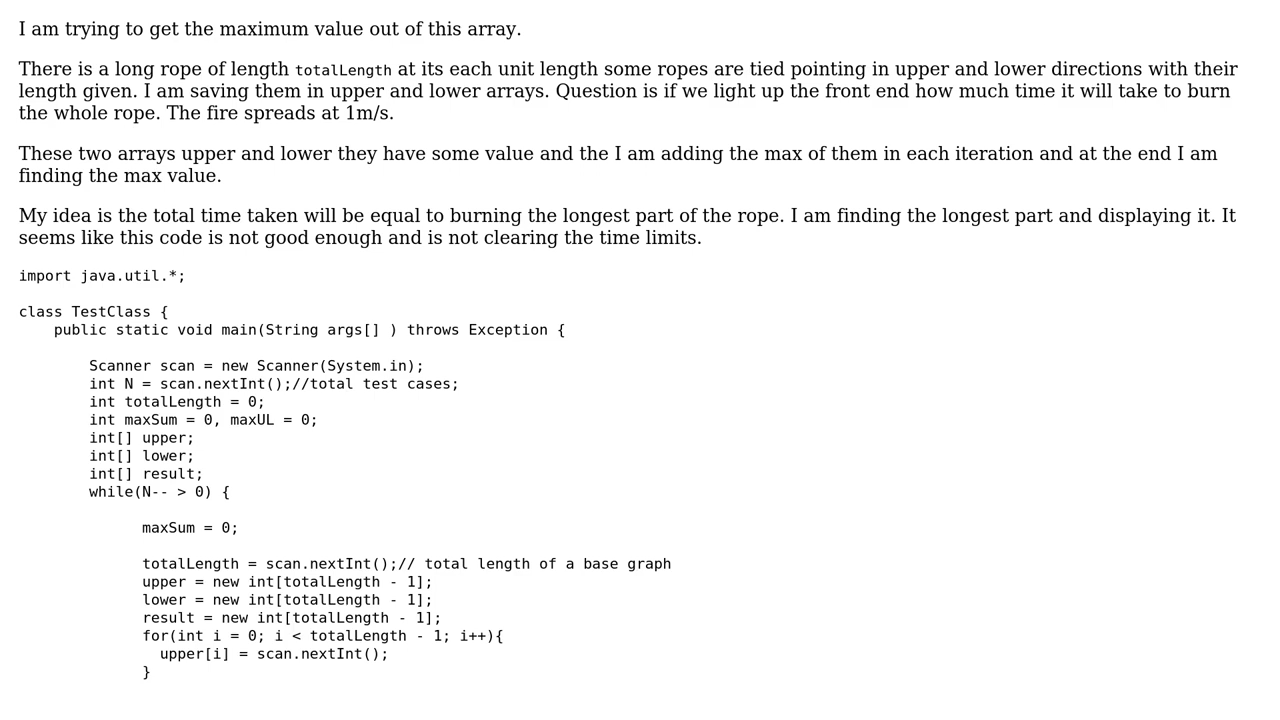 I am trying to get the maximum value out of this array.
There is a long rope of length totalLength at its each unit length some ropes are tied pointing in upper and lower directions with their
length given. I am saving them in upper and lower arrays. Question is if we light up the front end how much time it will take to burn
the whole rope. The fire spreads at 1m/s.
These two arrays upper and lower they have some value and the I am adding the max of them in each iteration and at the end I am
finding the max value.
My idea is the total time taken will be equal to burning the longest part of the rope. I am finding the longest part and displaying it. It
seems like this code is not good enough and is not clearing the time limits.
import java.util.*;
class TestClass {
    public static void main(String args[] ) throws Exception {
        Scanner scan = new Scanner(System.in);
        int N = scan.nextInt();//total test cases;
        int totalLength = 0;
        int maxSum = 0, maxUL = 0;
        int[] upper;
        int[] lower;
        int[] result;
        while(N-- > 0) {
              maxSum = 0;
              totalLength = scan.nextInt();// total length of a base graph
              upper = new int[totalLength - 1];
              lower = new int[totalLength - 1];
              result = new int[totalLength - 1];
              for(int i = 0; i < totalLength - 1; i++){
                upper[i] = scan.nextInt();
              }